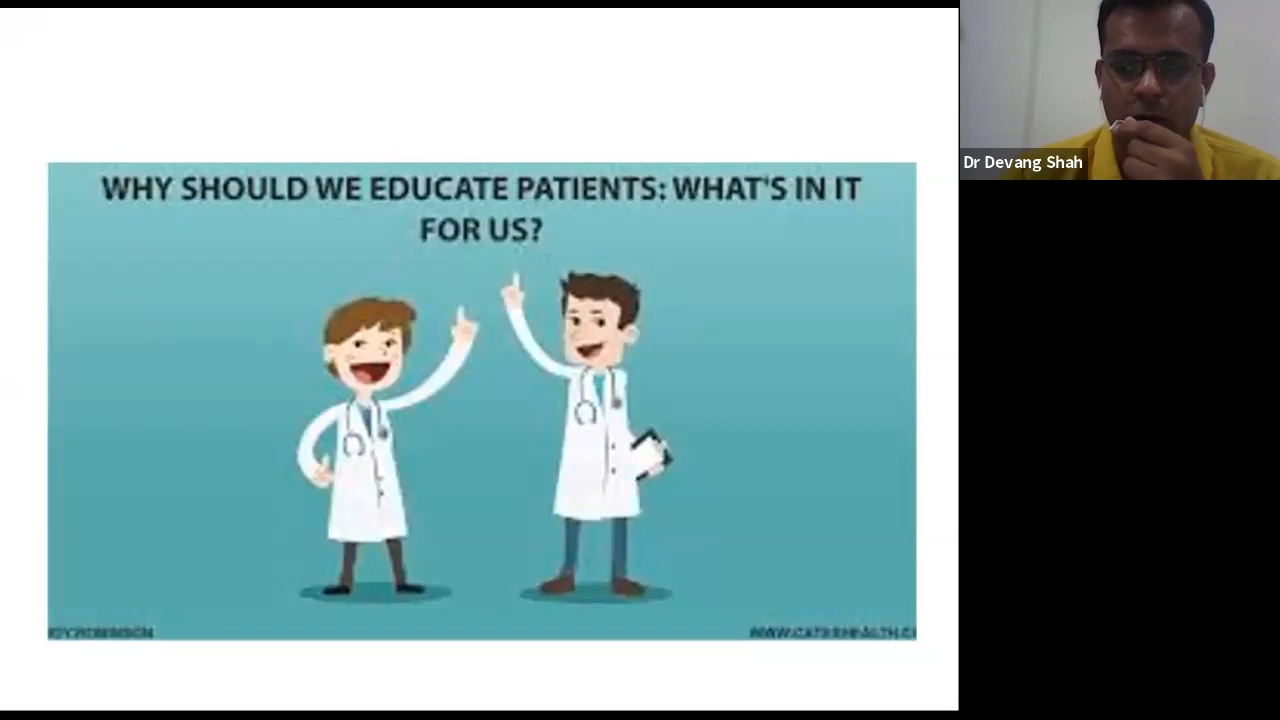 WHY SHOULD WE EDUCATE PATIENTS: WHAT'S IN IT
FOR US?
Dr Devang Shah